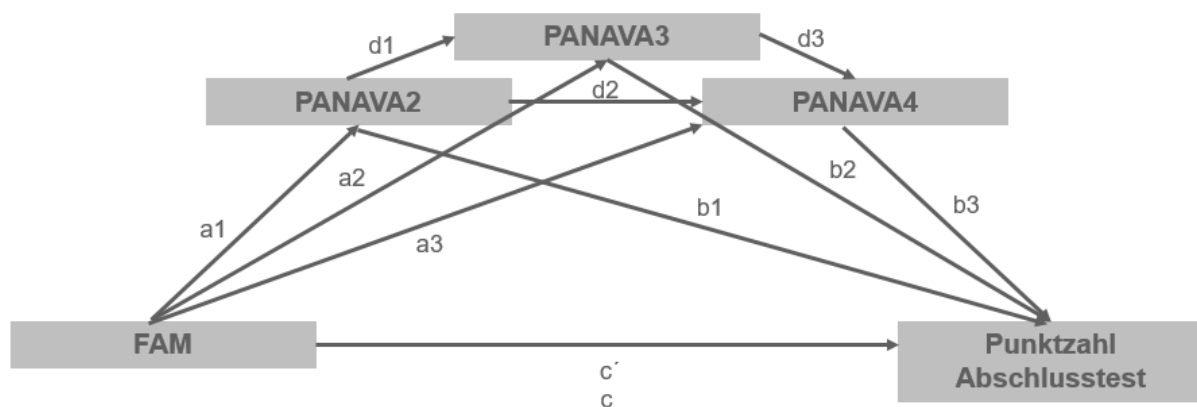 PANAVA3
d1
d3
PANAVA2
d2
PANAVA4
a2
b2
a1
b1
b3
a3
FAM
Punktzahl
Abschlusstest
c´
c